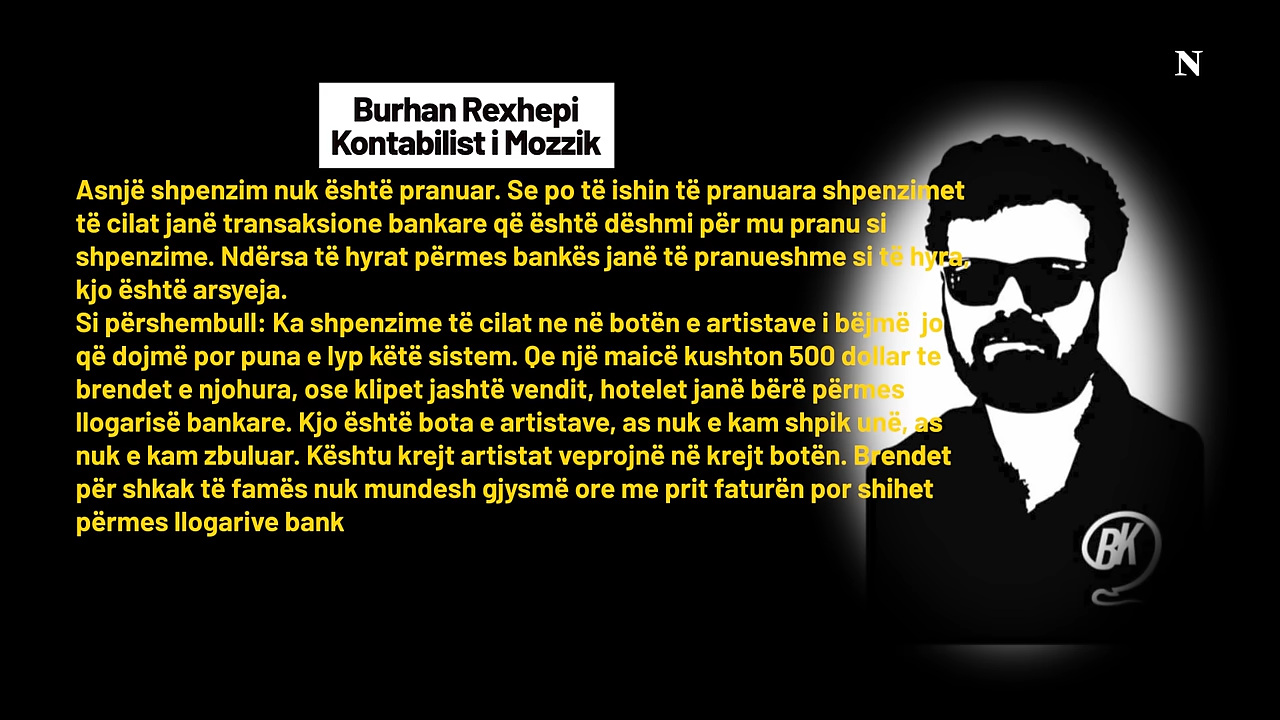 N
Burhan Rexhepi
Kontabilist i Mozzik
Asnjë shpenzim nuk është pranuar. Se po të ishin të pranuara shpenzimet
të cilat janë transaksione bankare që është dëshmi për mu pranu si
shpenzime. Ndërsa të hyrat përmes bankës janë të pranueshme si të hyra,
kjo është arsyeja.
Si përshembull: Ka shpenzime të cilat ne në botën e artistave i bëjmë jo
që dojmë por puna e lyp këtë sistem. Qe një maicë kushton 500 dollar te
brendet e njohura, ose klipet jashtë vendit, hotelet janë bërë përmes
llogarisë bankare. Kjo është bota e artistave, as nuk e kam shpik unë, as
nuk e kam zbuluar. Kështu krejt artistat veprojnë në krejt botën. Brendet
për shkak të famës nuk mundesh gjysmë ore me prit faturën por shihet
përmes llogarive bank
BK